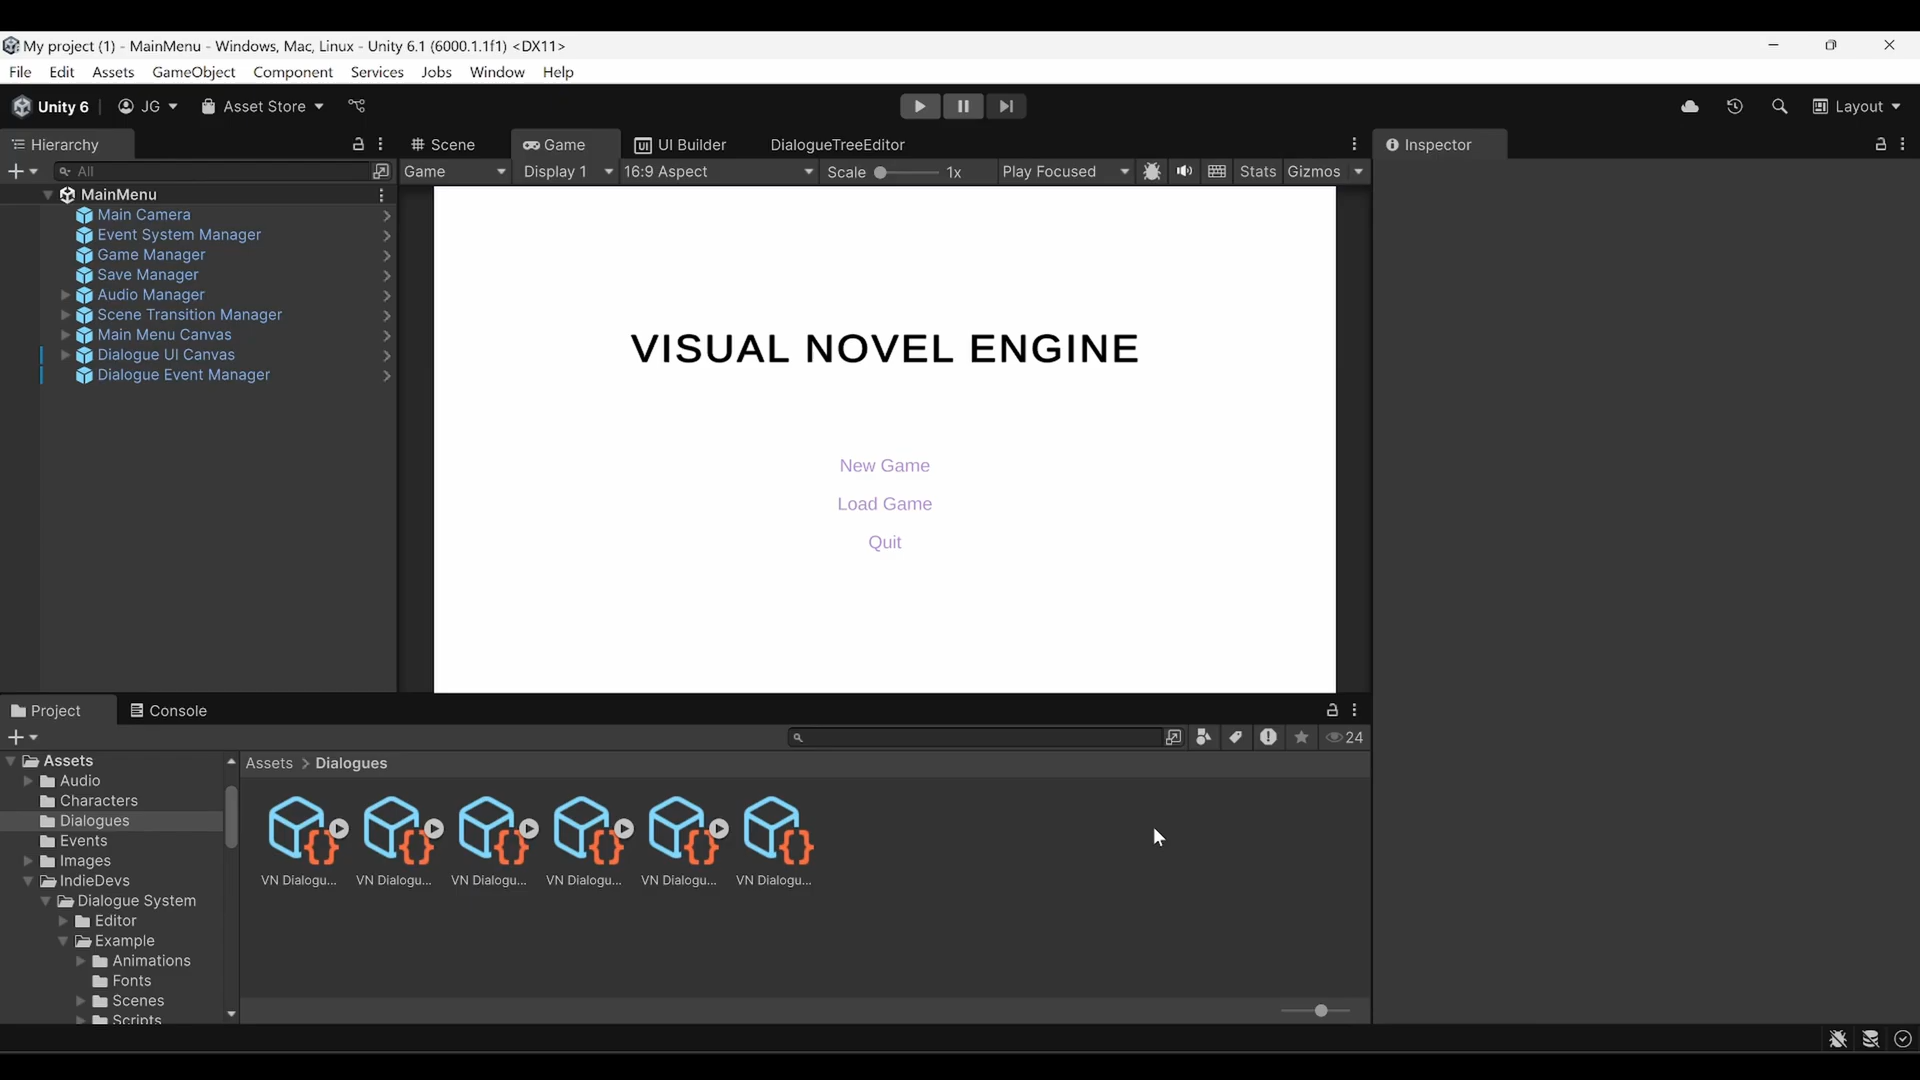 My project (1) - MainMenu - Windows, Mac, Linux - Unity 6.1 (6000.1.1f1) <DX11>
File Edit Assets GameObject Component Services Jobs Window Help
Unity 6 JG Asset Store Layout
Hierarchy
Scene Game UI Builder DialogueTreeEditor
Inspector
All
Game Display 1 16:9 Aspect Scale 1x Play Focused Stats Gizmos
MainMenu
Main Camera
Event System Manager
Game Manager
Save Manager
Audio Manager
Scene Transition Manager
Main Menu Canvas
Dialogue UI Canvas
Dialogue Event Manager
VISUAL NOVEL ENGINE
New Game
Load Game
Quit
Project Console
24
Assets
Audio
Characters
Dialogues
Events
Images
IndieDevs
Dialogue System
Editor
Example
Animations
Fonts
Scenes
Scripts
Assets > Dialogues
VN Dialogu... VN Dialogu... VN Dialogu... VN Dialogu... VN Dialogu... VN Dialogu...